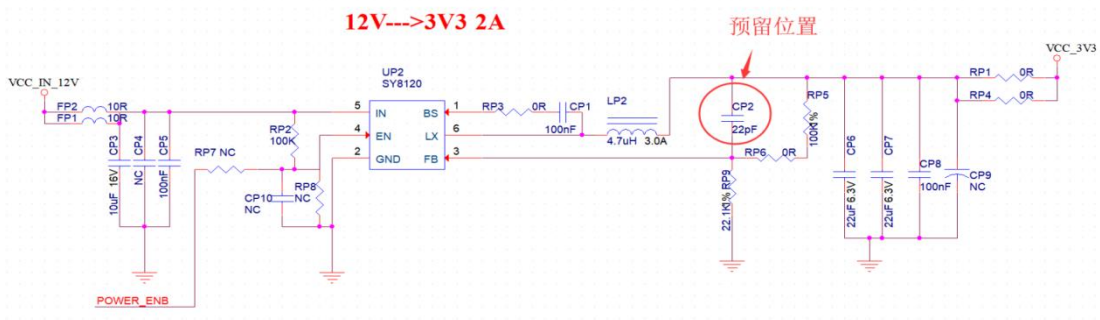 12V--->3V3 2A
预留位置
VCC_3V3
VCC_IN_12V
UP2
SY8120
FP2 10R
FP1 10R
5 IN BS 1
4 EN LX 6
2 GND FB 3
RP3 0R
CP1
100nF
LP2
4.7uH 3.0A
CP2
22pF
RP5
100K1%
RP1 0R
RP4 0R
RP2
100K
CP3
10uF 16V
CP4
NC
CP5
100nF
RP7 NC
CP10
NC
RP8
NC
RP6 0R
RP9
22.1K1%
CP6
22uF 6.3V
CP7
22uF 6.3V
CP8
100nF
CP9
NC
POWER_ENB